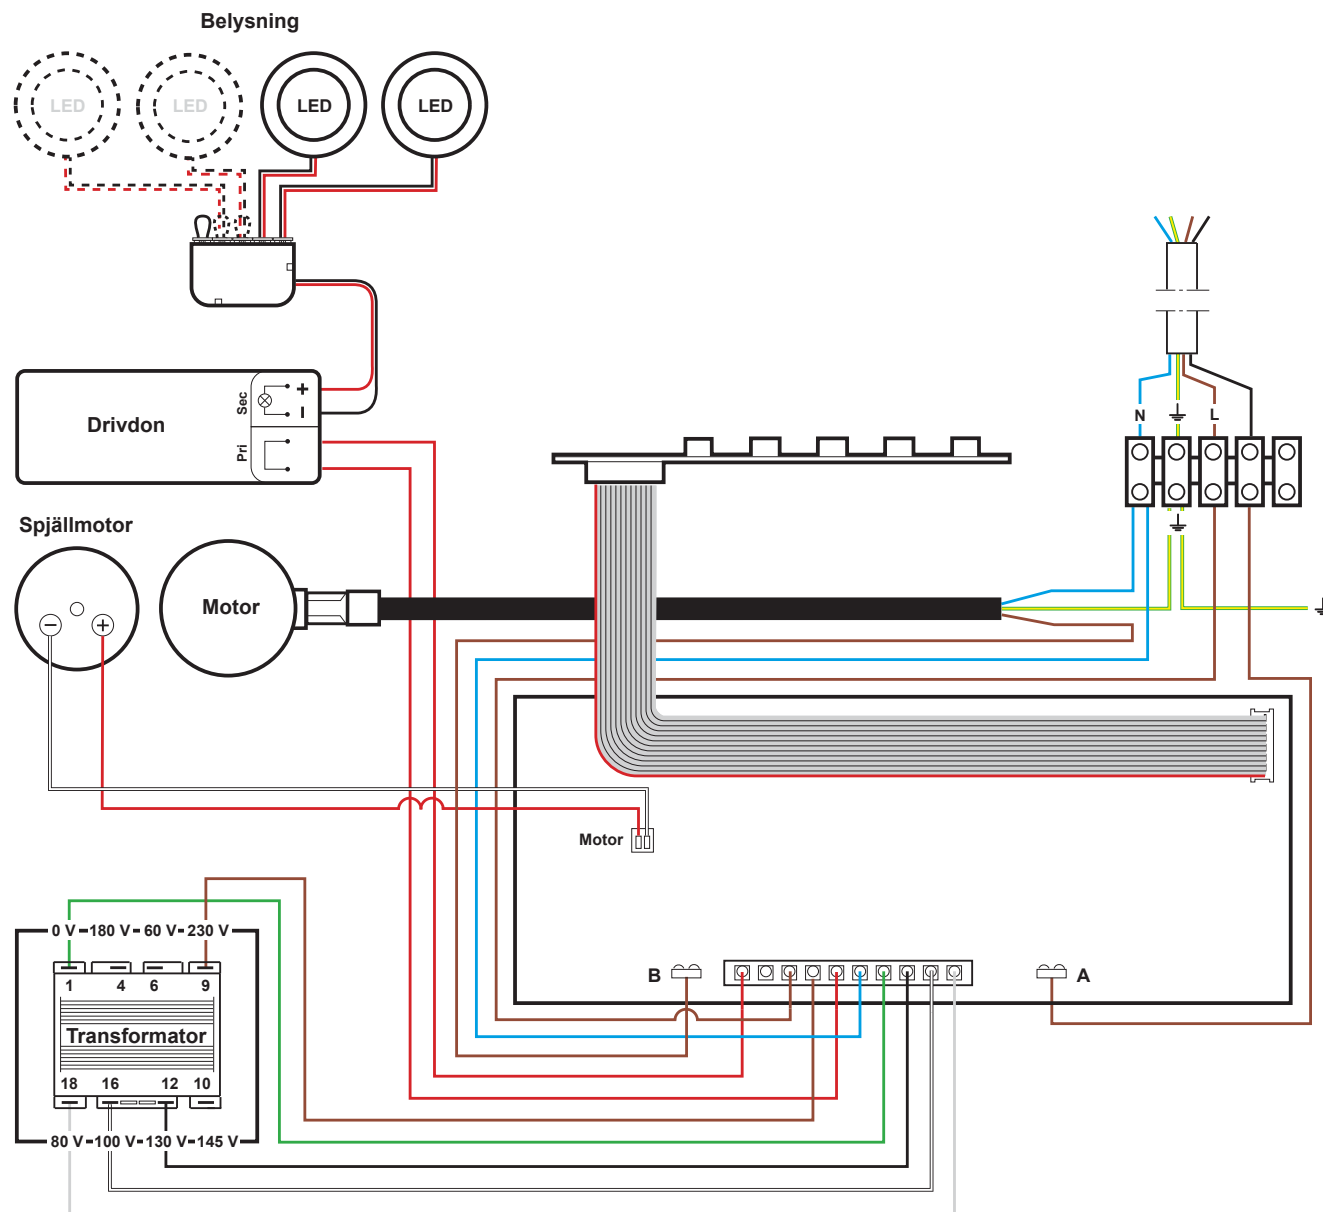 Belysning
LED LED LED LED
Drivdon
Sec
Pri
+
–
N L
Spjällmotor
– +
Motor
Motor
0 V 180 V 60 V 230 V
1 4 6 9
Transformator
18 16 12 10
80 V 100 V 130 V 145 V
B
A